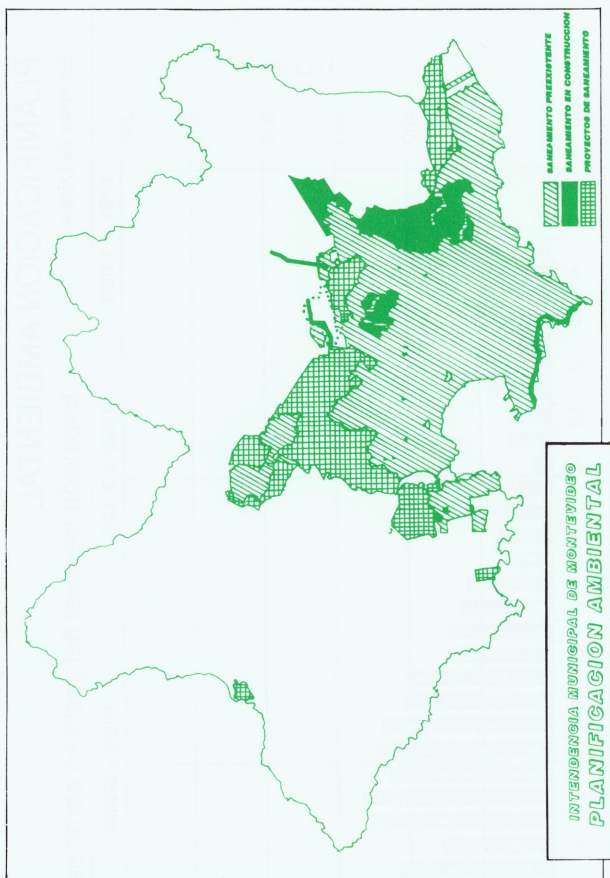 SANEAMIENTO PREEXISTENTE
SANEAMIENTO EN CONSTRUCCION
PROYECTOS DE SANEAMIENTO
INTENDENCIA MUNICIPAL DE MONTEVIDEO
PLANIFICACION AMBIENTAL